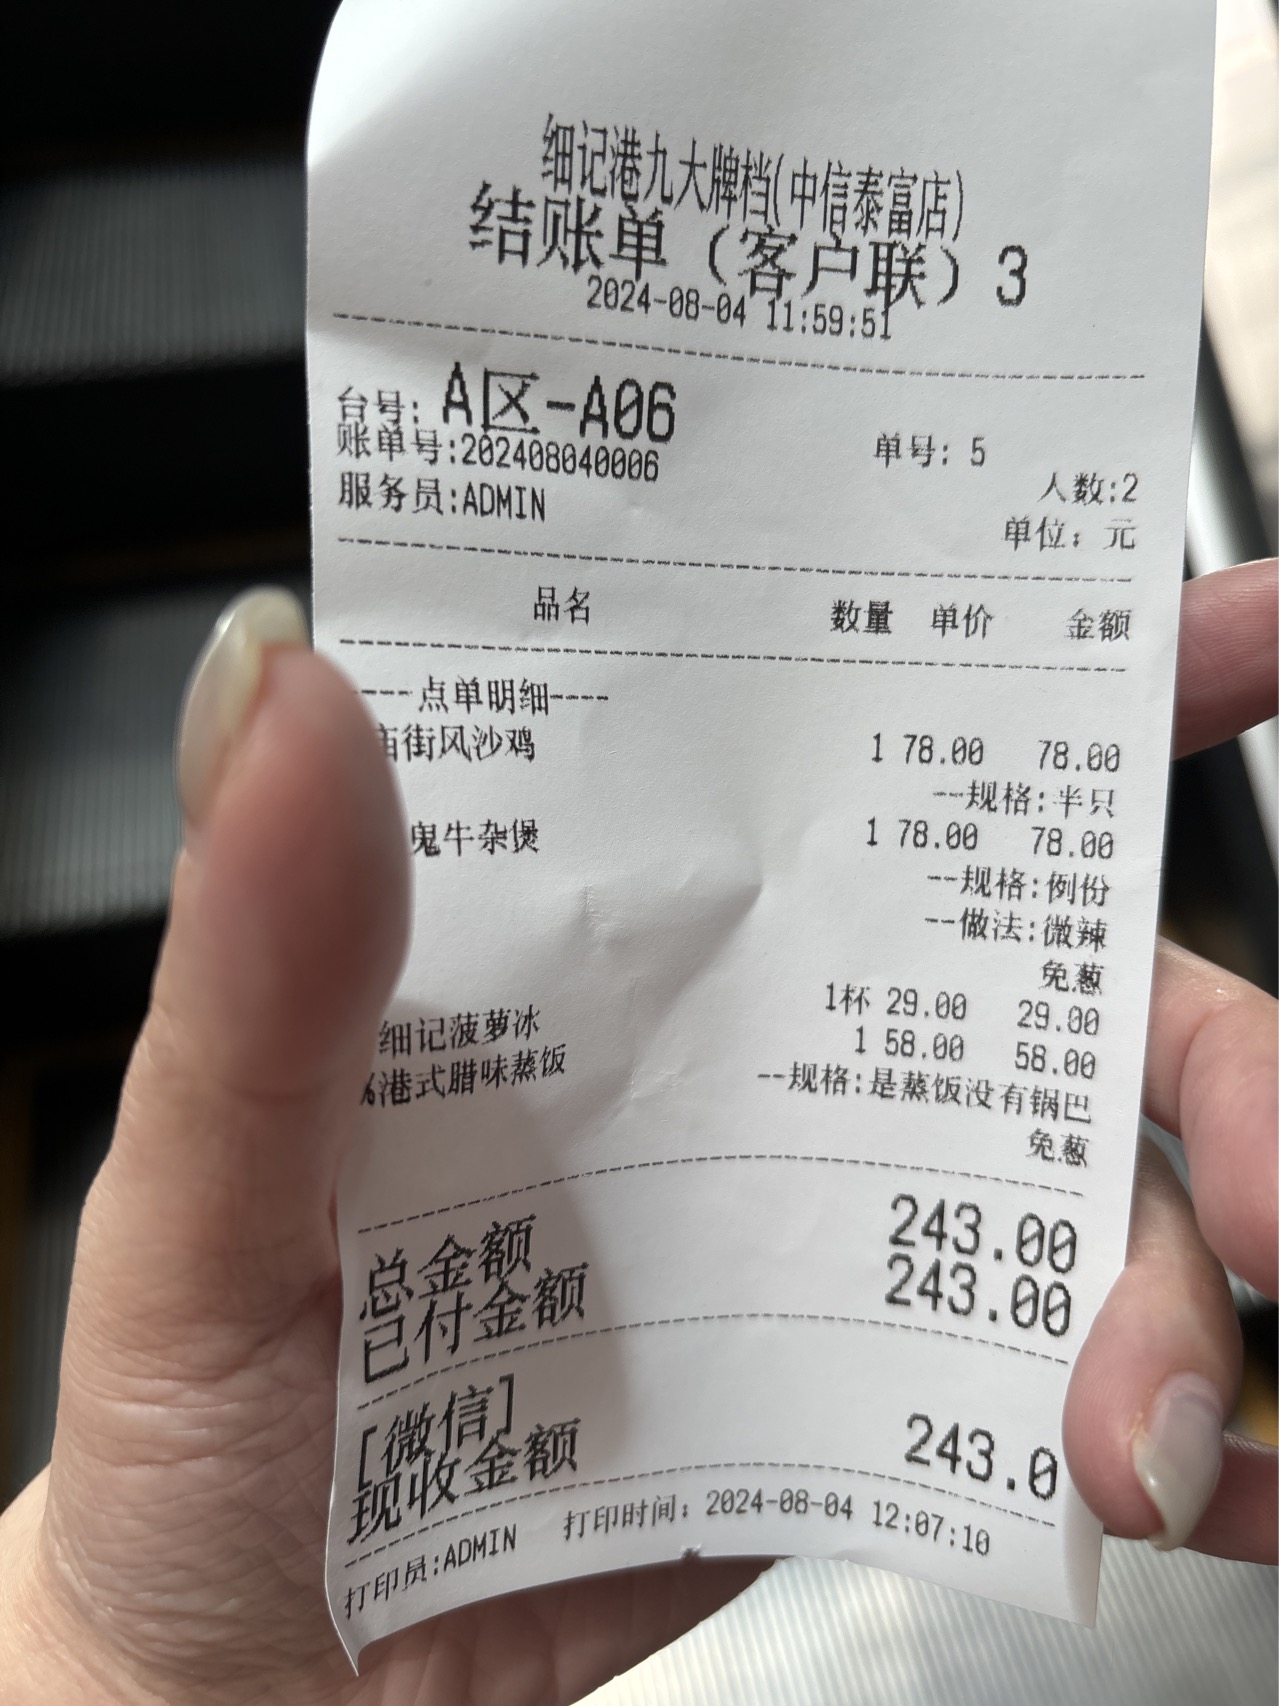 细记港九大牌档(中信泰富店)
结账单（客户联）3
2024-08-04 11:59:51
台号: A区-A06
单号: 5
账单号:202408040006
人数:2
服务员:ADMIN
单位: 元
品名 数量 单价 金额
----点单明细----
街风沙鸡 1 78.00 78.00
--规格:半只
鬼牛杂煲 1 78.00 78.00
--规格:例份
--做法:微辣
免葱
细记菠萝冰 1杯 29.00 29.00
%港式腊味蒸饭 1 58.00 58.00
--规格:是蒸饭没有锅巴
免葱
总金额 243.00
已付金额 243.00
[微信]
现收金额 243.0
打印员:ADMIN 打印时间: 2024-08-04 12:07:10